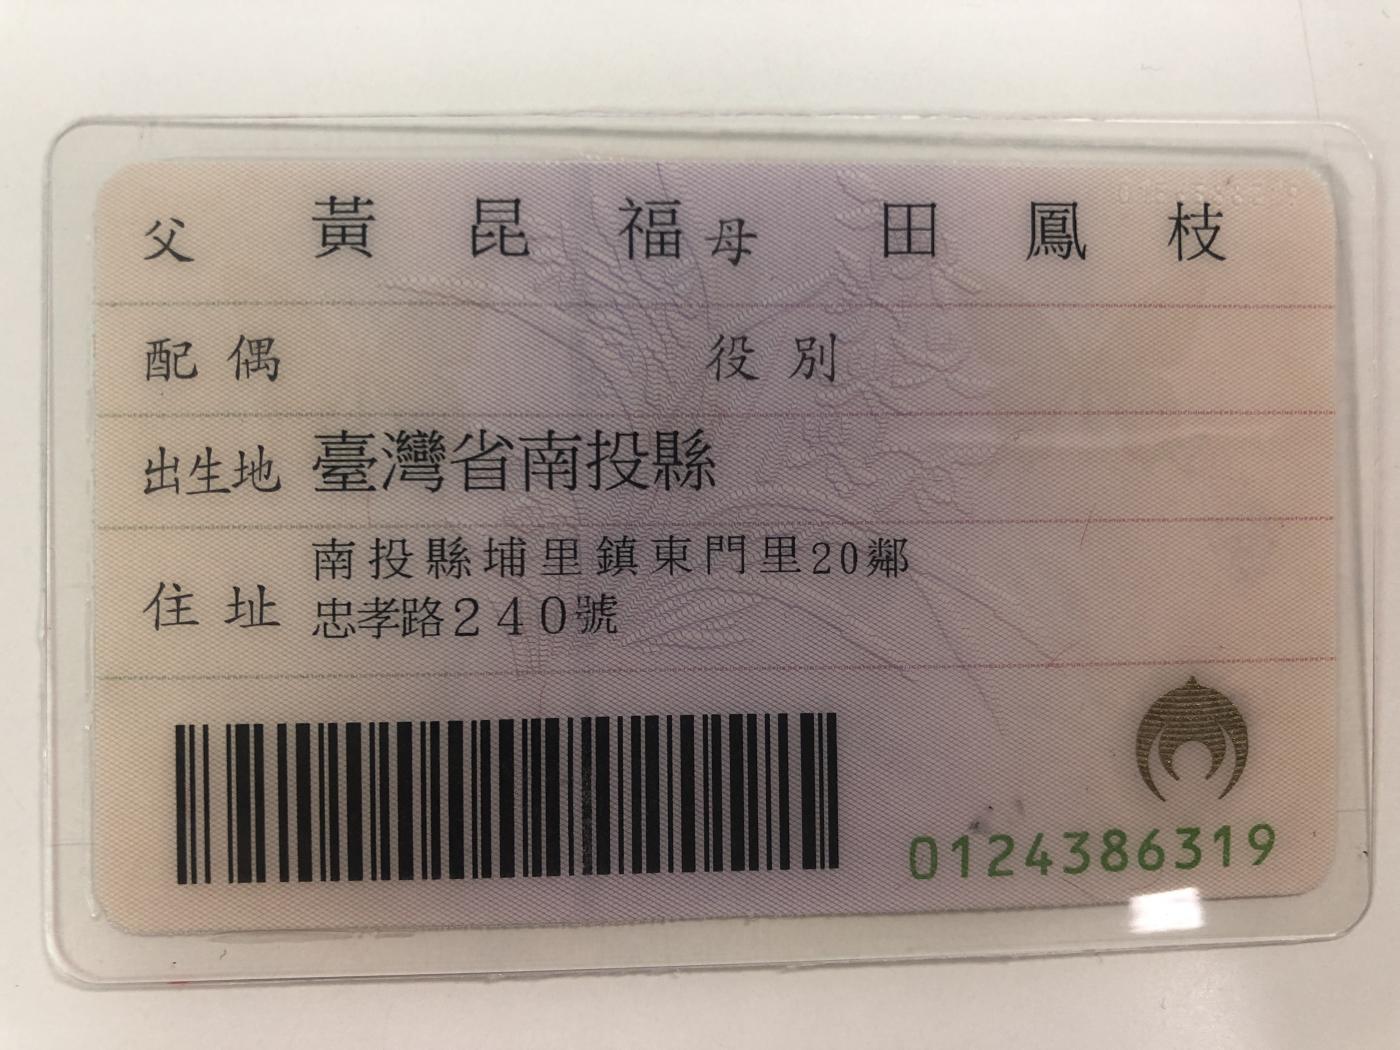 父 黃昆福 母 田鳳枝
配偶 役別
出生地 臺灣省南投縣
住址 南投縣埔里鎮東門里20鄰
忠孝路240號
0124386319